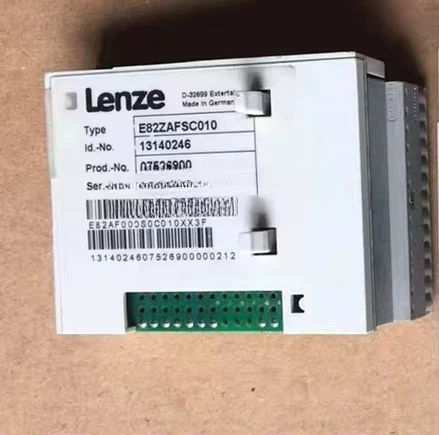 Lenze
D-32699 Extertal
Made in Germany
Type E82ZAFSC010
Id.-No. 13140246
Prod.-No. 07526900
E82AF000S0C010XX3F
13140246075269000000212